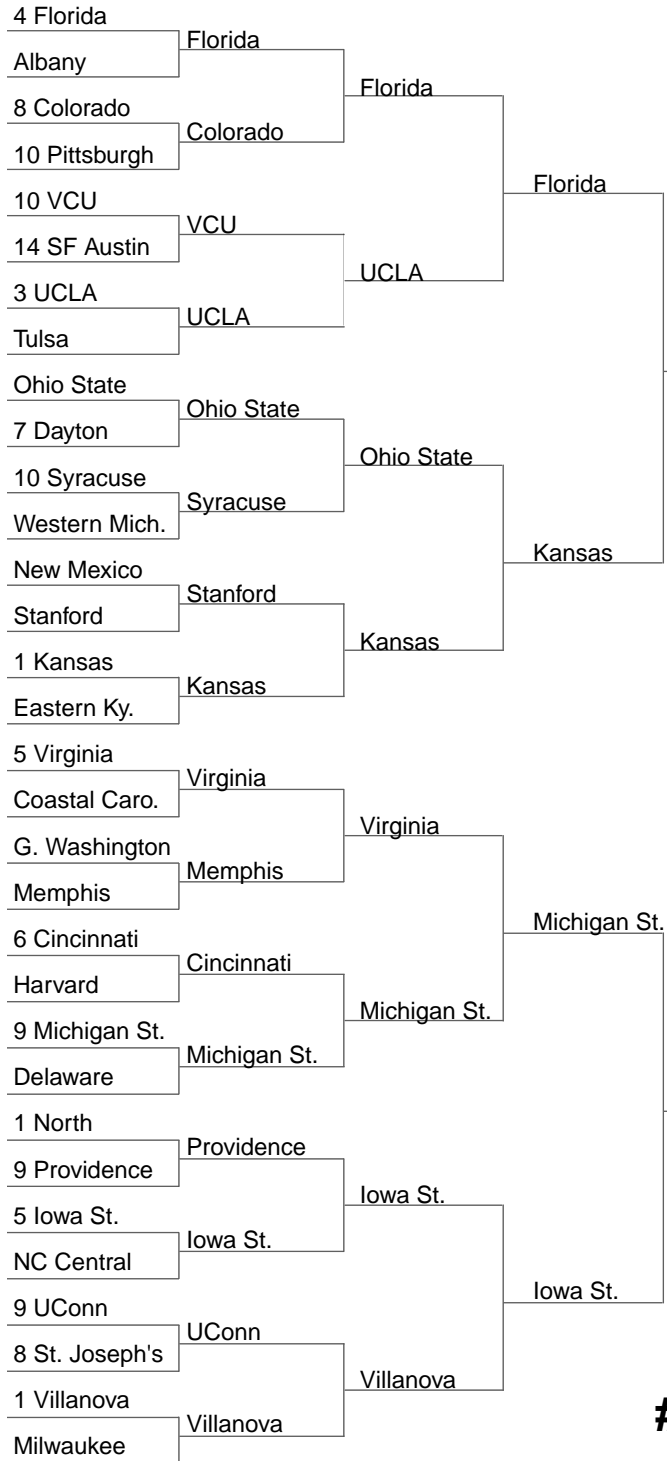 4 Florida
Albany
8 Colorado
10 Pittsburgh
10 VCU
14 SF Austin
3 UCLA
Tulsa
Ohio State
7 Dayton
10 Syracuse
Western Mich.
New Mexico
Stanford
1 Kansas
Eastern Ky.
5 Virginia
Coastal Caro.
G. Washington
Memphis
6 Cincinnati
Harvard
9 Michigan St.
Delaware
1 North
9 Providence
5 Iowa St.
NC Central
9 UConn
8 St. Joseph's
1 Villanova
Milwaukee
Florida
Colorado
VCU
UCLA
Ohio State
Syracuse
Stanford
Kansas
Virginia
Memphis
Cincinnati
Michigan St.
Providence
Iowa St.
UConn
Villanova
Florida
UCLA
Ohio State
Kansas
Virginia
Michigan St.
Iowa St.
Villanova
Florida
Kansas
Michigan St.
Iowa St.
#